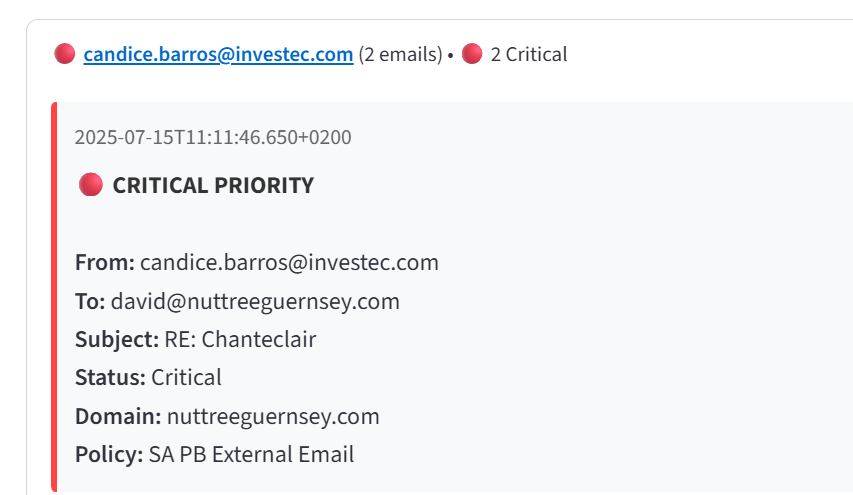 candice.barros@investec.com (2 emails) • 2 Critical
2025-07-15T11:11:46.650+0200
CRITICAL PRIORITY
From: candice.barros@investec.com
To: david@nuttreeguernsey.com
Subject: RE: Chanteclair
Status: Critical
Domain: nuttreeguernsey.com
Policy: SA PB External Email